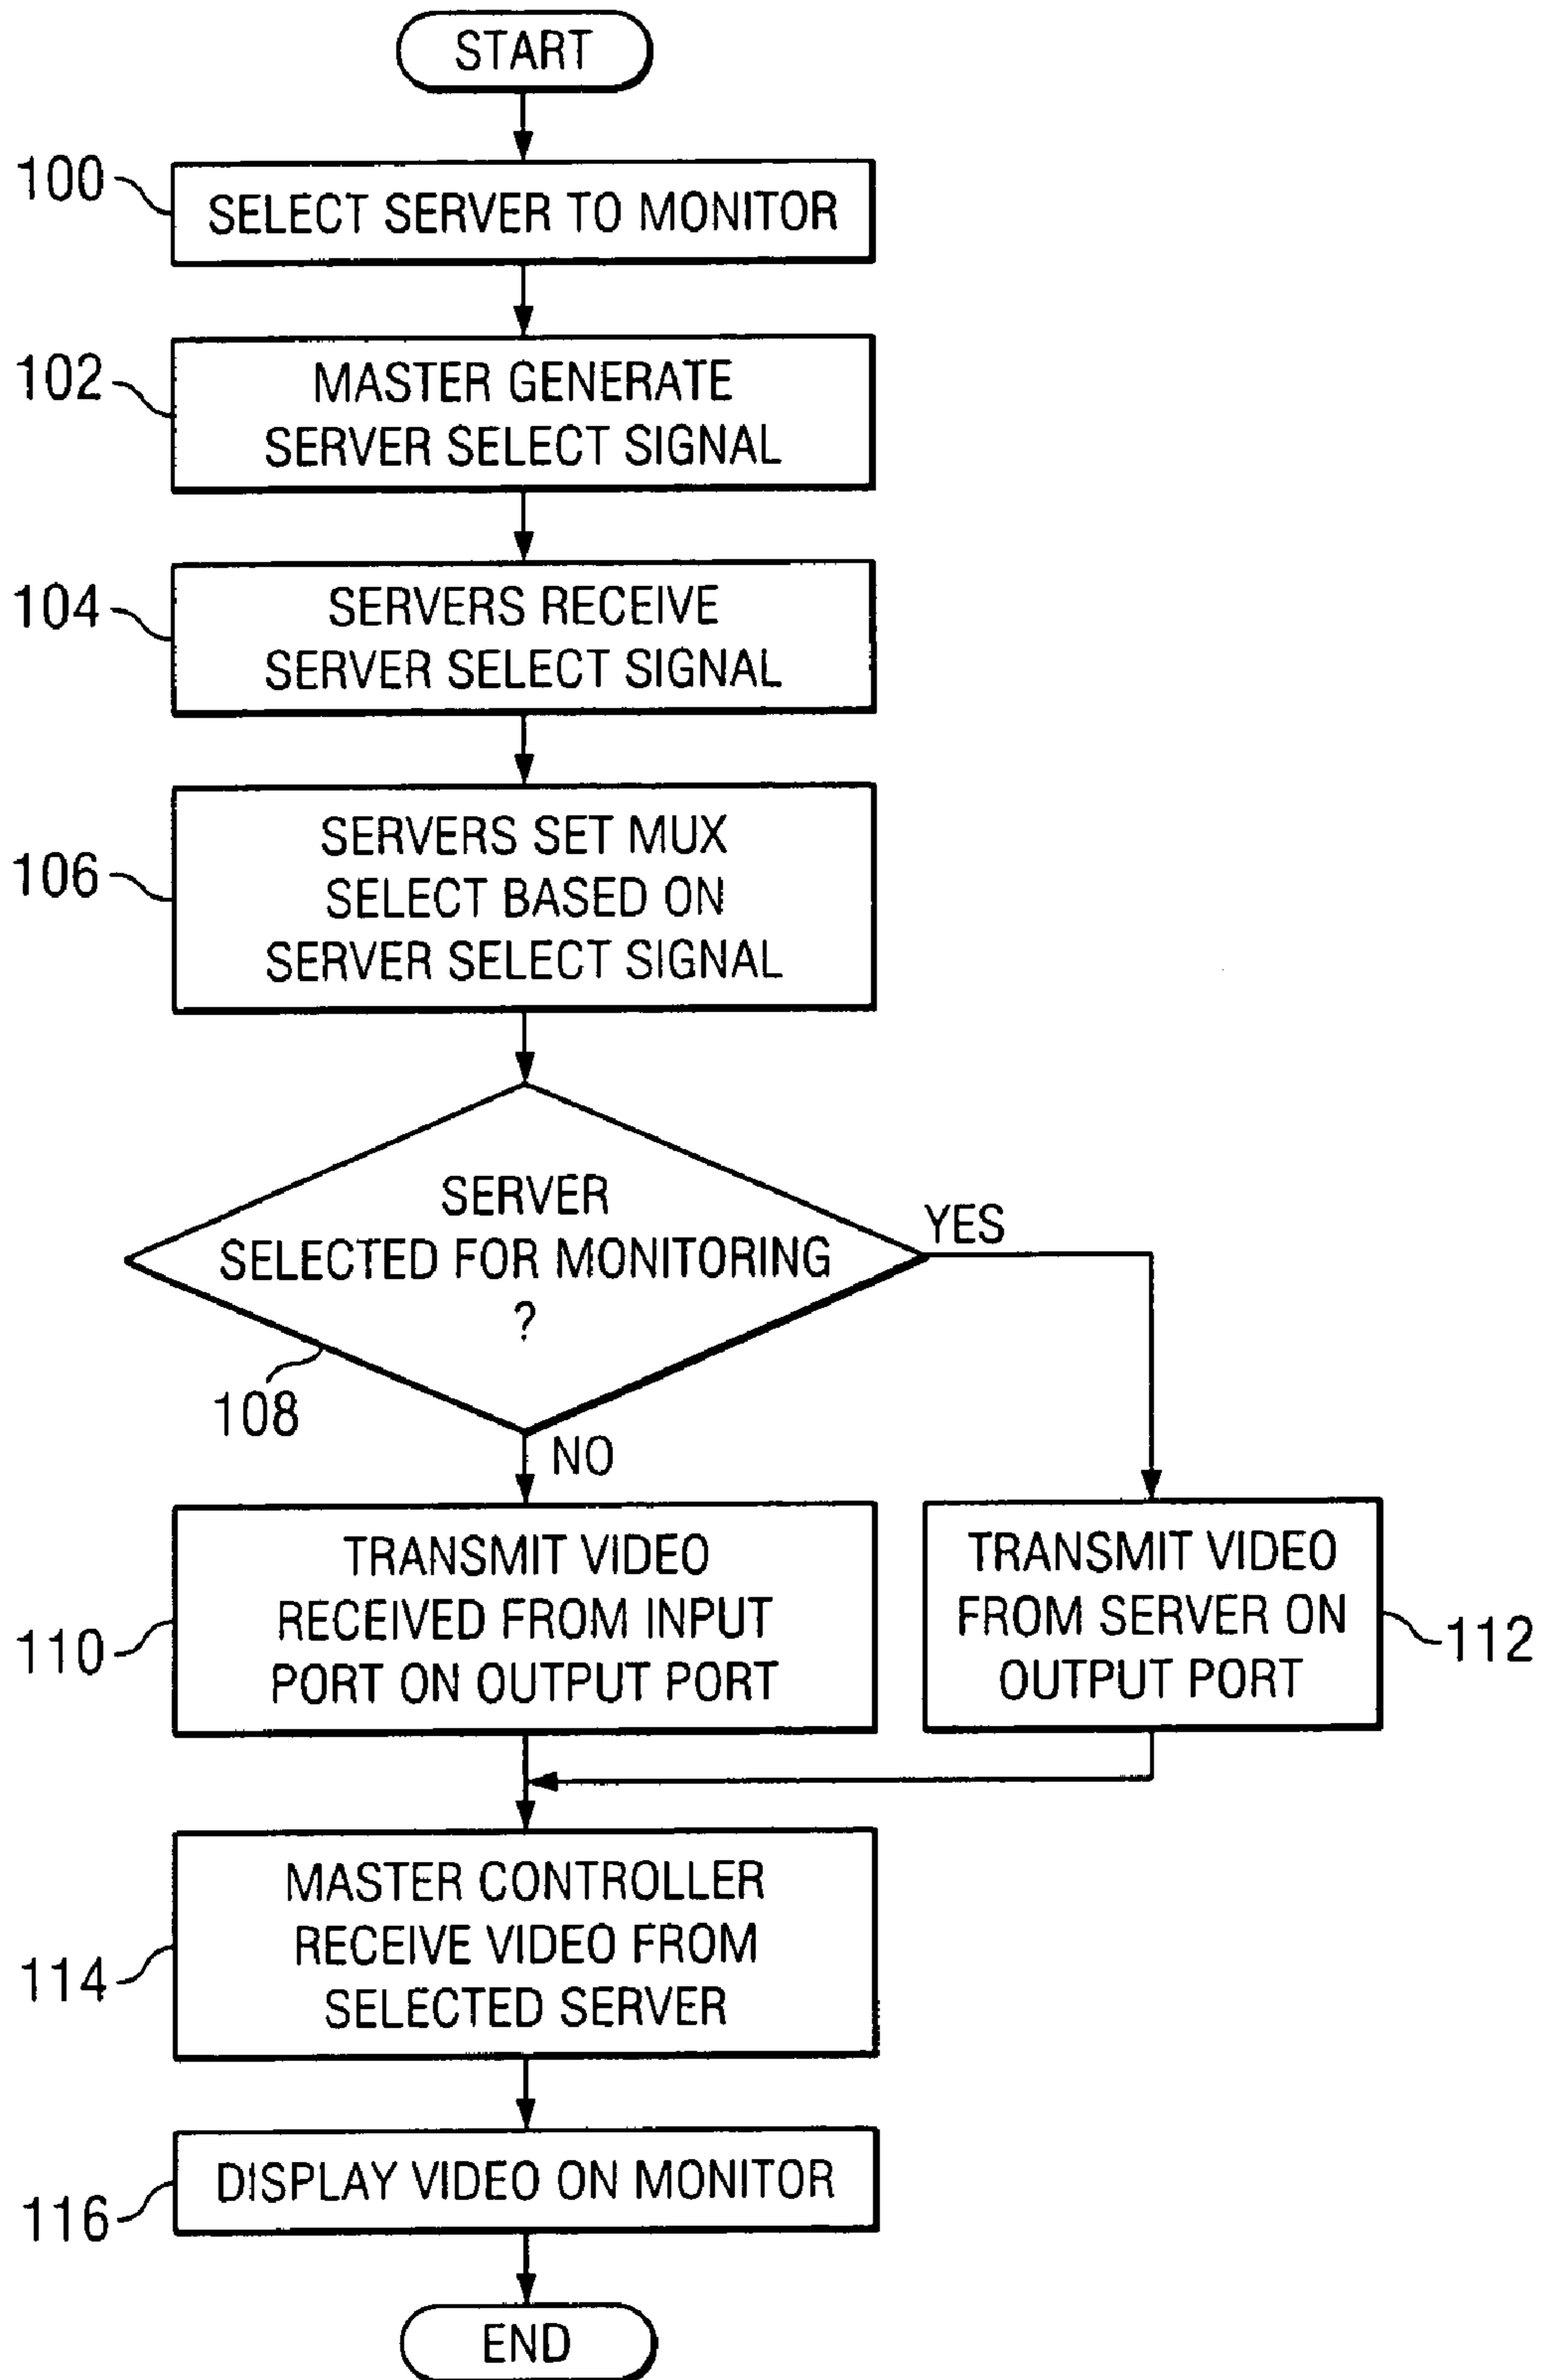 START
100
SELECT SERVER TO MONITOR
102
MASTER GENERATE
SERVER SELECT SIGNAL
104
SERVERS RECEIVE
SERVER SELECT SIGNAL
106
SERVERS SET MUX
SELECT BASED ON
SERVER SELECT SIGNAL
SERVER
SELECTED FOR MONITORING
?
YES
108
NO
110
TRANSMIT VIDEO
RECEIVED FROM INPUT
PORT ON OUTPUT PORT
TRANSMIT VIDEO
FROM SERVER ON
OUTPUT PORT
112
114
MASTER CONTROLLER
RECEIVE VIDEO FROM
SELECTED SERVER
116
DISPLAY VIDEO ON MONITOR
END